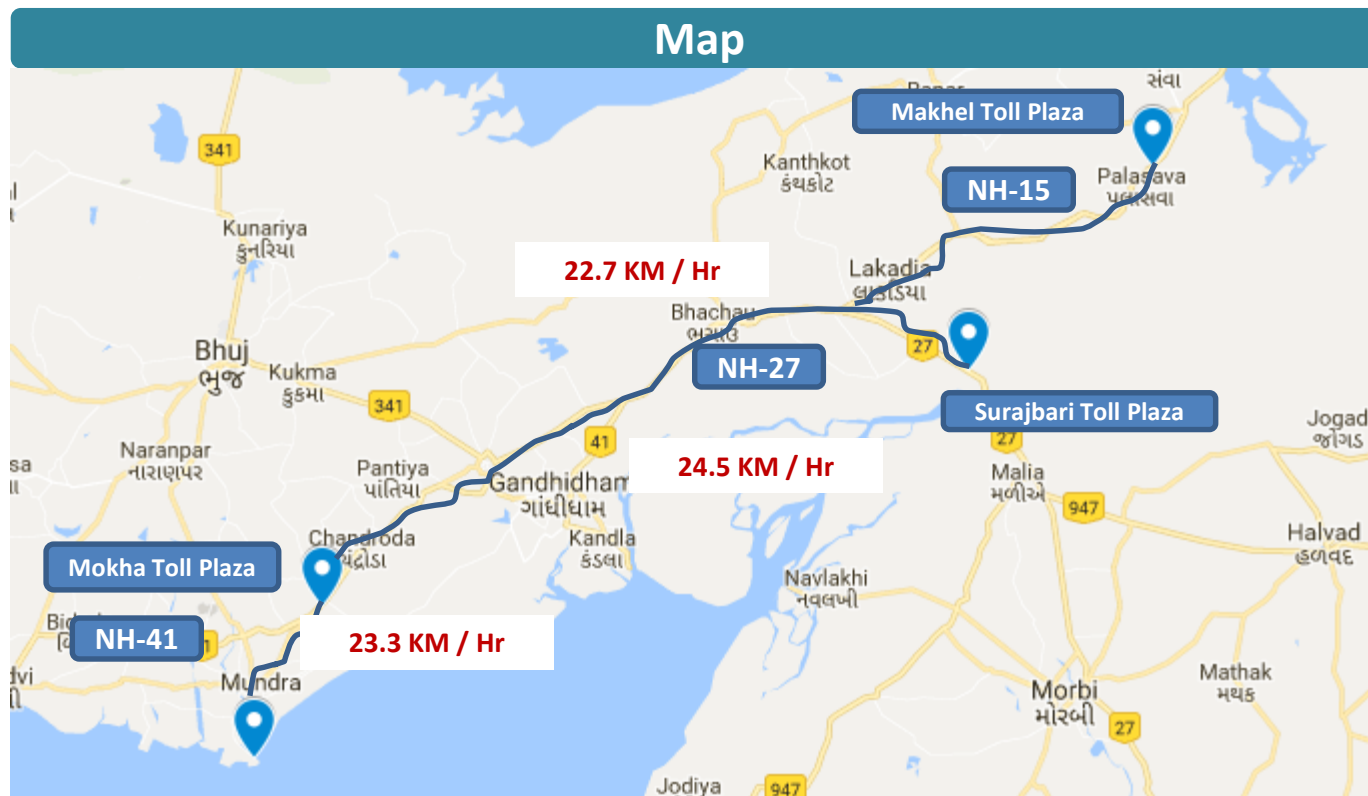 Map
સંવા
Makhel Toll Plaza
341
Kanthkot
કંથકોટ
Palasava
પલાસવા
NH-15
Kunariya
કુનરિયા
22.7 KM / Hr
Lakadia
લાકડિયા
Bhachau
ભચાઉ
27
NH-27
Bhuj
ભુજ
Kukma
કુકમા
341
Surajbari Toll Plaza
Jogad
જોગડ
41
27
Naranpar
નારાણપર
Pantiya
પાંતિયા
24.5 KM / Hr
Malia
મળીએ
Gandhidham
ગાંધીધામ
947
Chandroda
Kandla
કંડલા
Halvad
હળવદ
Mokha Toll Plaza
Navlakhi
નવલખી
NH-41
23.3 KM / Hr
Mundra
Mathak
મથક
Morbi
મોરબી
27
Jodiya
947